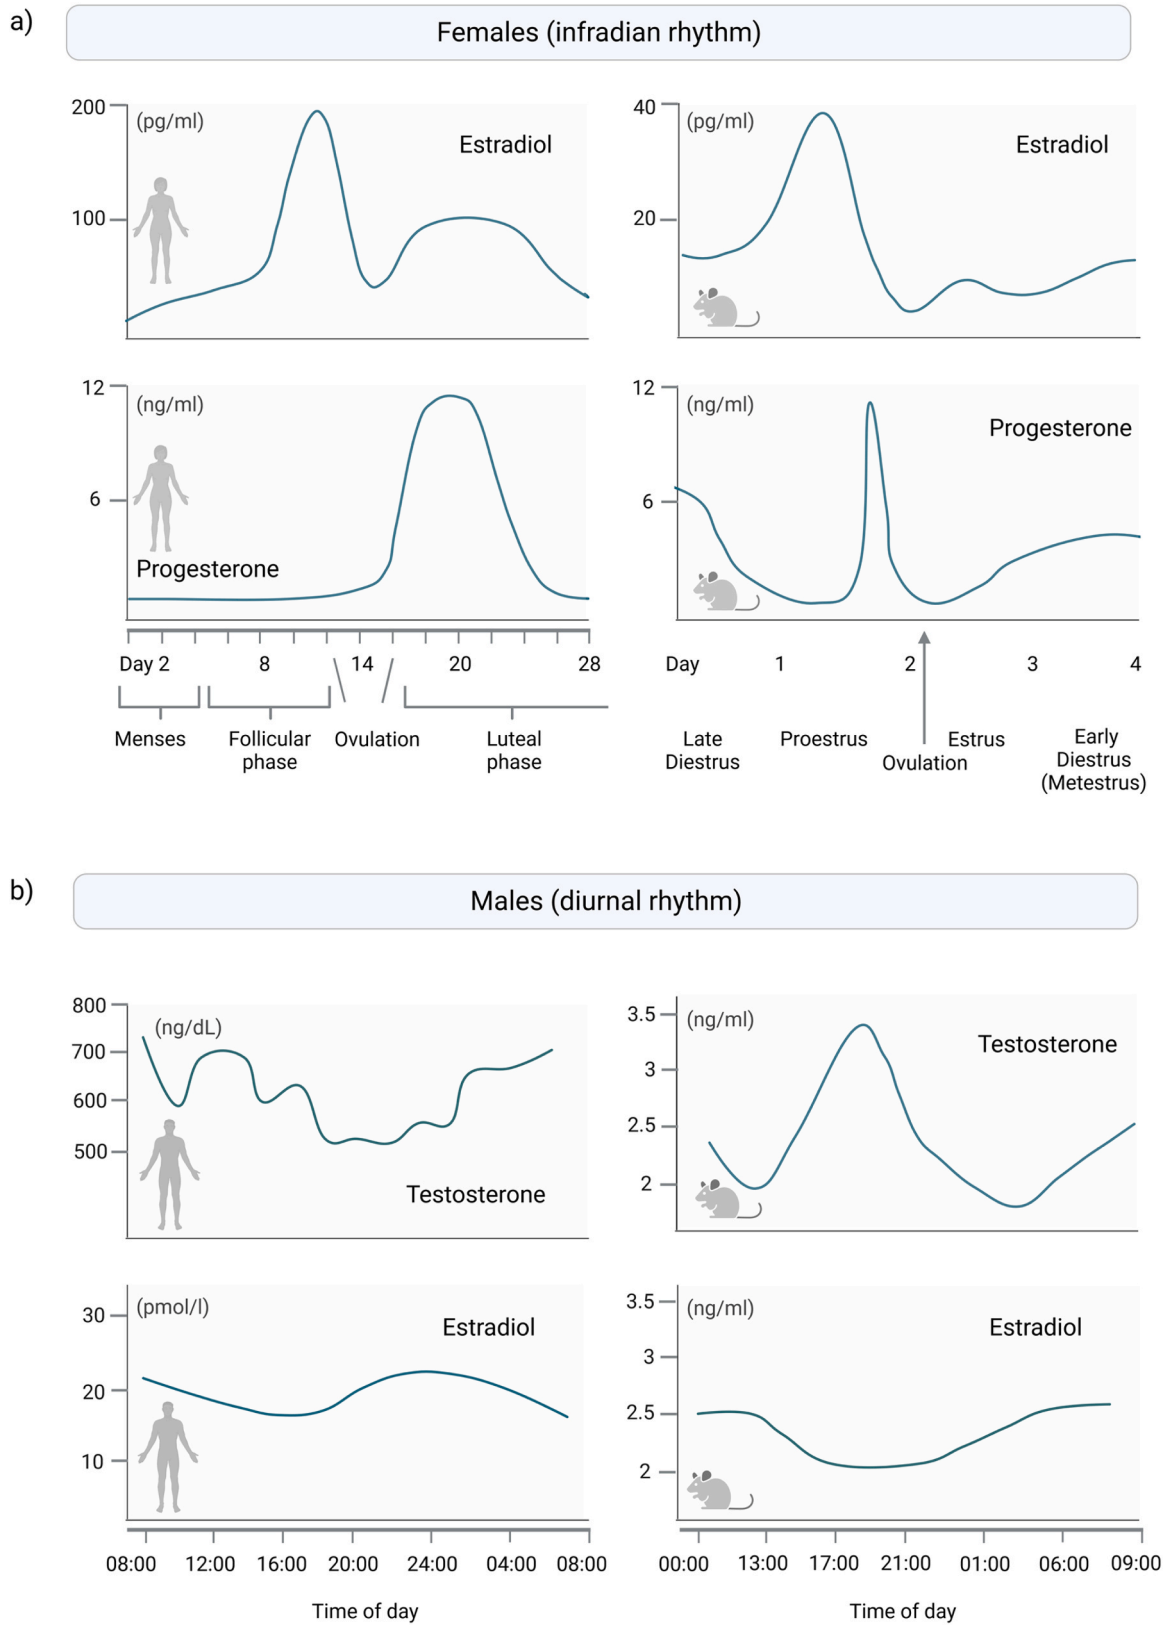 a)
Females (infradian rhythm)
200
(pg/ml)
Estradiol
100
40
(pg/ml)
Estradiol
20
12
(ng/ml)
6
Progesterone
12
(ng/ml)
Progesterone
6
Day 2 8 14 20 28
Menses
Follicular
phase
Ovulation
Luteal
phase
Day 1 2 3 4
Late
Diestrus
Proestrus
Ovulation
Estrus
Early
Diestrus
(Metestrus)
b)
Males (diurnal rhythm)
800
(ng/dL)
700
600
500
Testosterone
3.5
(ng/ml)
Testosterone
3
2.5
2
(pmol/l)
30
Estradiol
20
10
3.5
(ng/ml)
Estradiol
3
2.5
2
08:00 12:00 16:00 20:00 24:00 04:00 08:00
Time of day
00:00 13:00 17:00 21:00 01:00 06:00 09:00
Time of day